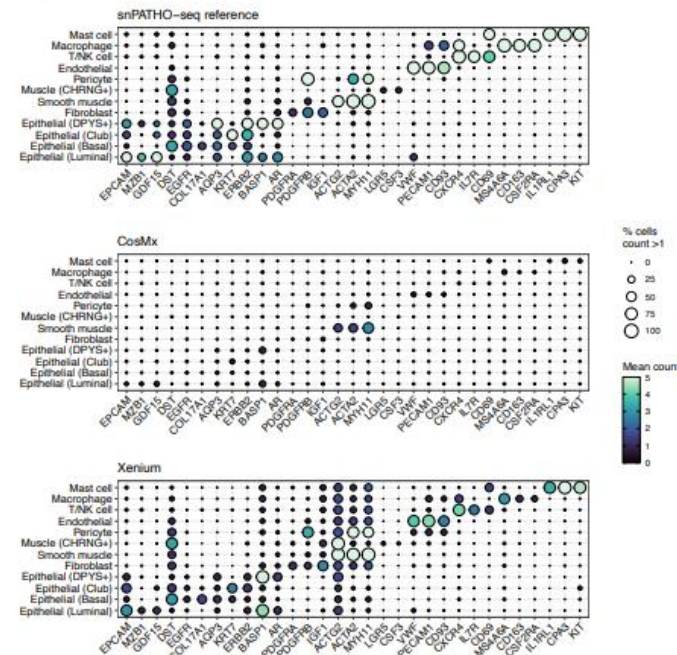 snPATHO-seq reference
Mast cell
Macrophage
T/NK cell
Endothelial
Pericyte
Muscle (CHRNG+)
Smooth muscle
Fibroblast
Epithelial (DPYS+)
Epithelial (Club)
Epithelial (Basal)
Epithelial (Luminal)
EPCAM MZB1 GDF15 DST EGFR COL17A1 AQP3 KRT7 ERBB2 BASP1 AR PDGFRA PDGFRB IGF1 ACTG2 ACTA2 MYH11 LGR5 CSF3 VWF PECAM1 CD93 CXCR4 IL7R CD69 MS4A6A CD163 CSF2RA IL1RL1 CPA3 KIT
CosMx
Mast cell
Macrophage
T/NK cell
Endothelial
Pericyte
Muscle (CHRNG+)
Smooth muscle
Fibroblast
Epithelial (DPYS+)
Epithelial (Club)
Epithelial (Basal)
Epithelial (Luminal)
EPCAM MZB1 GDF15 DST EGFR COL17A1 AQP3 KRT7 ERBB2 BASP1 AR PDGFRA PDGFRB IGF1 ACTG2 ACTA2 MYH11 LGR5 CSF3 VWF PECAM1 CD93 CXCR4 IL7R CD69 MS4A6A CD163 CSF2RA IL1RL1 CPA3 KIT
% cells
count >1
0
25
50
75
100
Mean count
5
4
3
2
1
0
Xenium
Mast cell
Macrophage
T/NK cell
Endothelial
Pericyte
Muscle (CHRNG+)
Smooth muscle
Fibroblast
Epithelial (DPYS+)
Epithelial (Club)
Epithelial (Basal)
Epithelial (Luminal)
EPCAM MZB1 GDF15 DST EGFR COL17A1 AQP3 KRT7 ERBB2 BASP1 AR PDGFRA PDGFRB IGF1 ACTG2 ACTA2 MYH11 LGR5 CSF3 VWF PECAM1 CD93 CXCR4 IL7R CD69 MS4A6A CD163 CSF2RA IL1RL1 CPA3 KIT